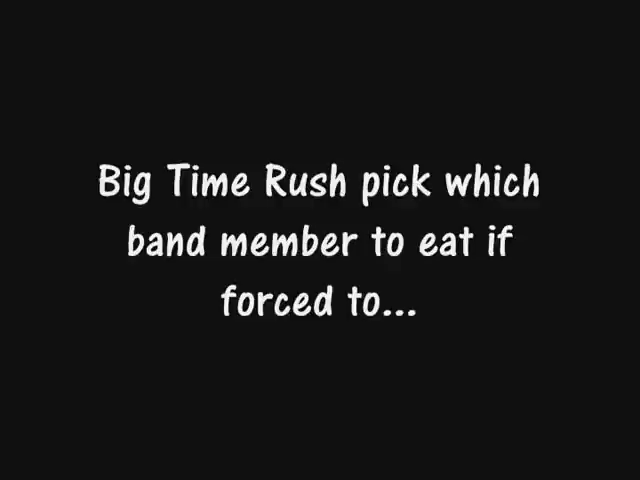 Big Time Rush pick which
band member to eat if
forced to...